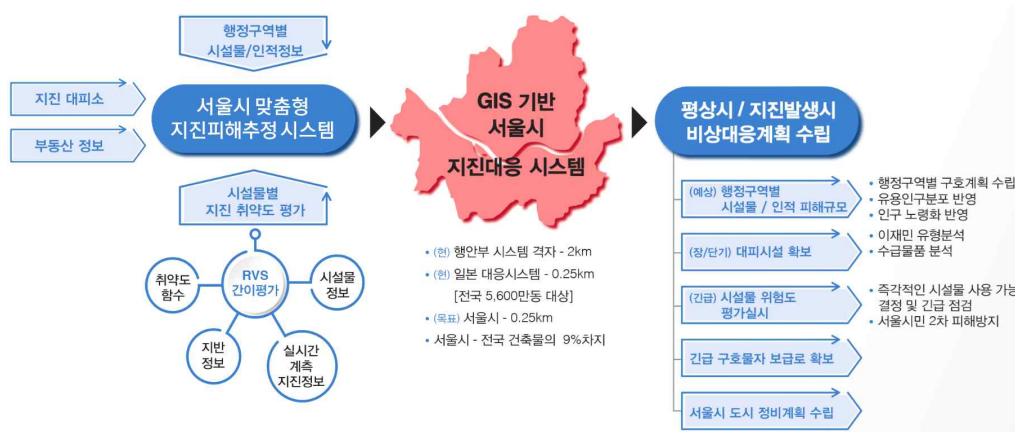 행정구역별
시설물/인적정보
지진 대피소
부동산 정보
서울시 맞춤형
지진피해추정 시스템
시설물별
지진 취약도 평가
RVS
간이평가
취약도
함수
시설물
정보
지반
정보
실시간
계측
지진정보
GIS 기반
서울시
지진대응 시스템
• (현) 행안부 시스템 격자 - 2km
• (현) 일본 대응시스템 - 0.25km
[전국 5,600만동 대상]
• (목표) 서울시 - 0.25km
• 서울시 - 전국 건축물의 9%차지
평상시 / 지진발생시
비상대응계획 수립
(예상) 행정구역별
시설물 / 인적 피해규모
• 행정구역별 구호계획 수립
• 유용인구분포 반영
• 인구 노령화 반영
(장/단기) 대피시설 확보
• 이재민 유형분석
• 수급물품 분석
(긴급) 시설물 위험도
평가실시
• 즉각적인 시설물 사용 가능
결정 및 긴급 점검
• 서울시민 2차 피해방지
긴급 구호물자 보급로 확보
서울시 도시 정비계획 수립